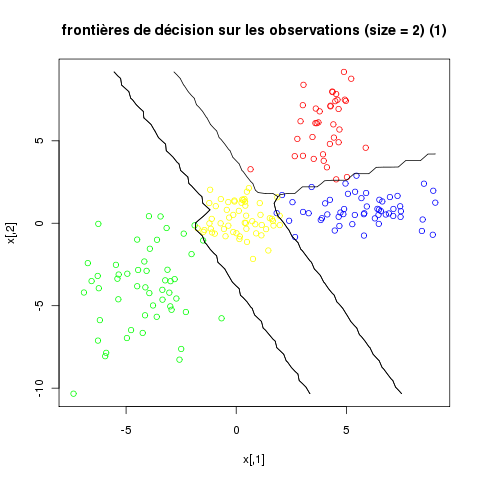 frontières de décision sur les observations (size = 2) (1)
5
0
-5
-10
x[,2]
-5
0
5
x[,1]